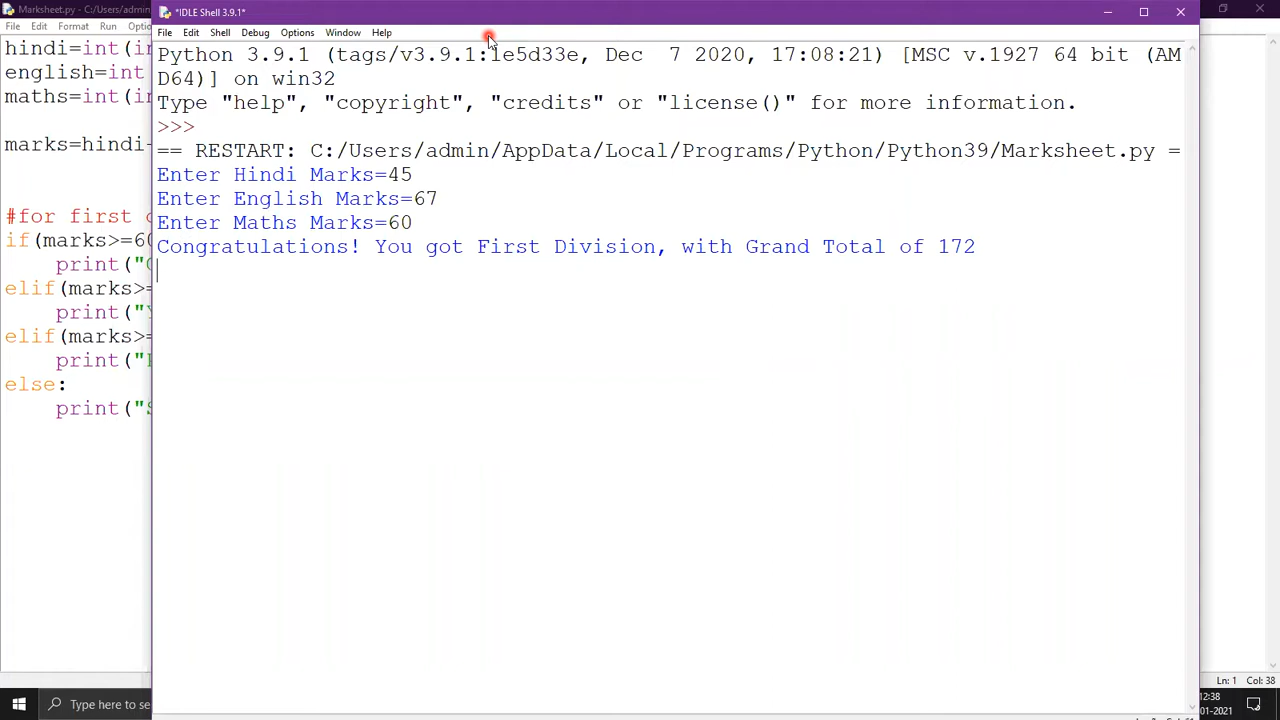 Marksheet.py - C:/Users/admin
*IDLE Shell 3.9.1*
File Edit Format Run
File Edit Shell Debug Options Window Help
hindi=int(in
english=int
maths=int(in
marks=hindi
#for first
if(marks>=60
print("
elif(marks>=
print("Y
elif(marks>=
print("
else:
print("S
Python 3.9.1 (tags/v3.9.1:1e5d33e, Dec 7 2020, 17:08:21) [MSC v.1927 64 bit (AM
D64)] on win32
Type "help", "copyright", "credits" or "license()" for more information.
>>>
== RESTART: C:/Users/admin/AppData/Local/Programs/Python/Python39/Marksheet.py =
Enter Hindi Marks=45
Enter English Marks=67
Enter Maths Marks=60
Congratulations! You got First Division, with Grand Total of 172
Ln: 1 Col: 38
Type here to se
12:38
01-2021